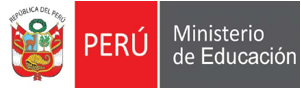 REPÚBLICA DEL PERÚ
PERÚ
Ministerio
de Educación